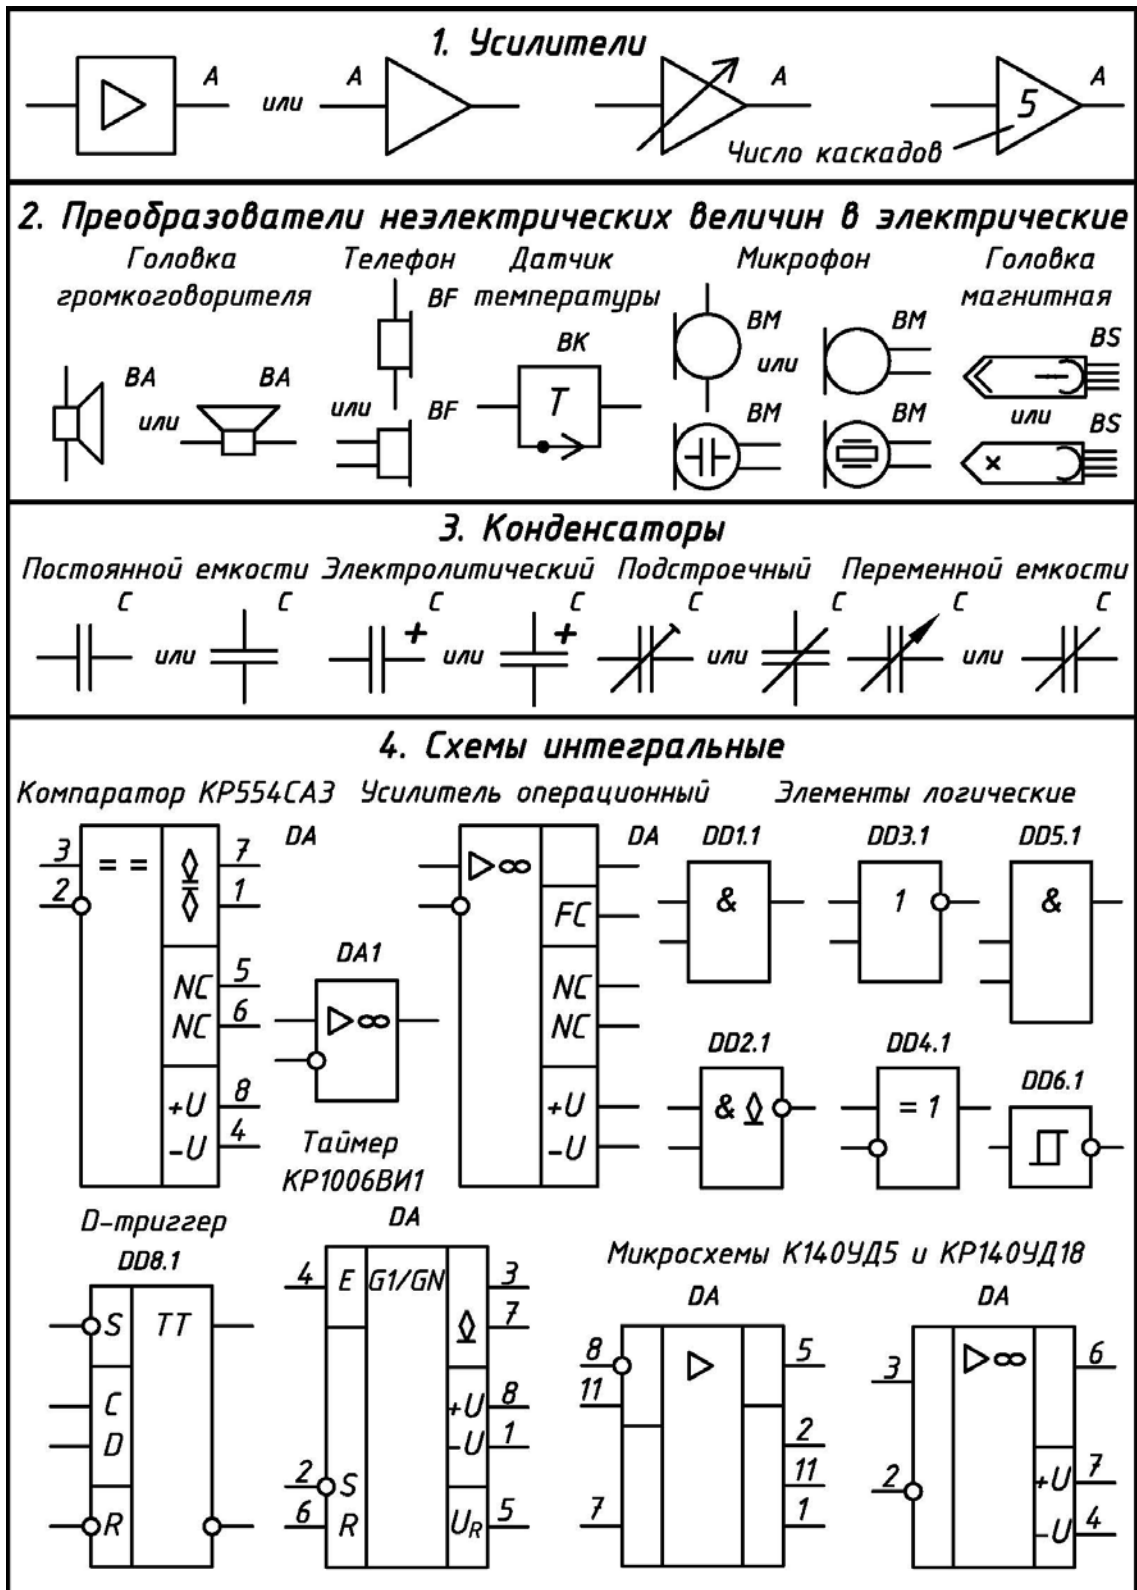 1. Усилители
A или A A A
5
Число каскадов
2. Преобразователи неэлектрических величин в электрические
Головка громкоговорителя
BA или BA
Телефон
BF
или BF
Датчик температуры
BK
T
Микрофон
BM или BM
BM BM
Головка магнитная
BS
или BS
3. Конденсаторы
Постоянной емкости Электролитический Подстроечный Переменной емкости
C C C C C C C C
+ +
или или или или
4. Схемы интегральные
Компаратор КР554СА3 Усилитель операционный Элементы логические
DA
3 = = 7
2 1
NC 5
NC 6
+U 8
-U 4
DA1
▷∞
DA
▷∞
FC
NC
NC
+U
-U
DD1.1 DD3.1 DD5.1
& 1 &
DD2.1 DD4.1
DD6.1
& = 1
D-триггер
DD8.1
S TT
C
D
R
Таймер
КР1006ВИ1
DA
4 E G1/GN 3
7
+U 8
-U 1
2 S
6 R UR 5
Микросхемы К140УД5 и КР140УД18
DA DA
8 ▷ 5
11
2
11
7 1
3 ▷∞ 6
2 +U 7
-U 4